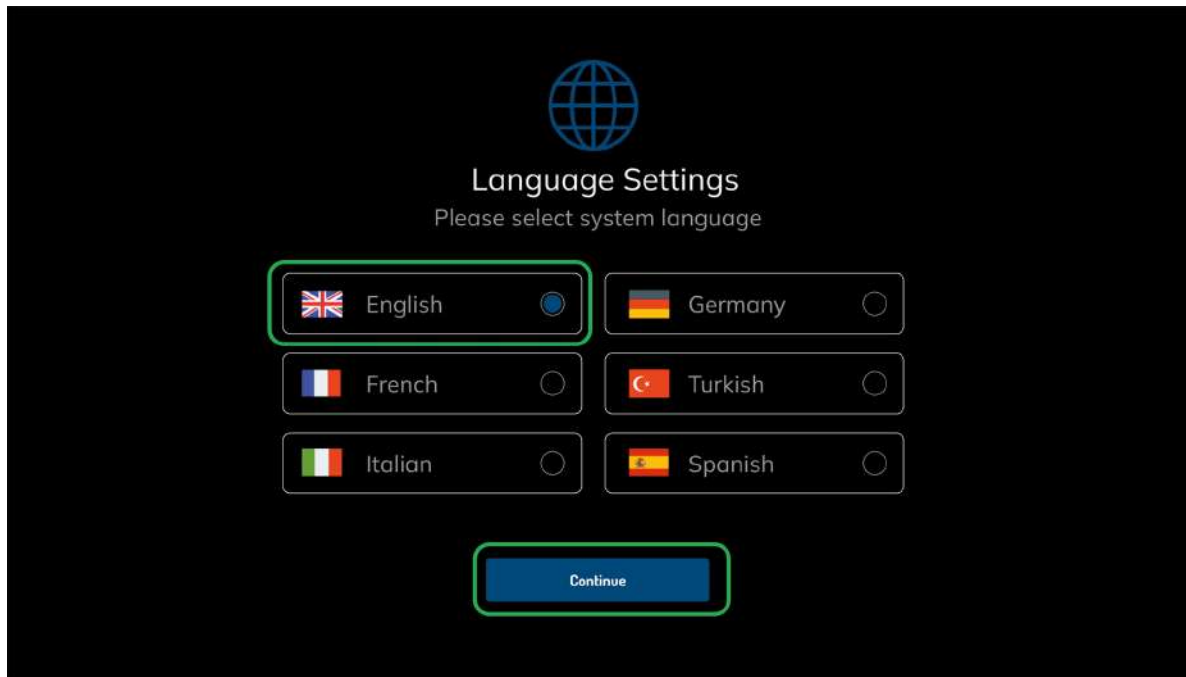 Language Settings
Please select system language
English
Germany
French
Turkish
Italian
Spanish
Continue